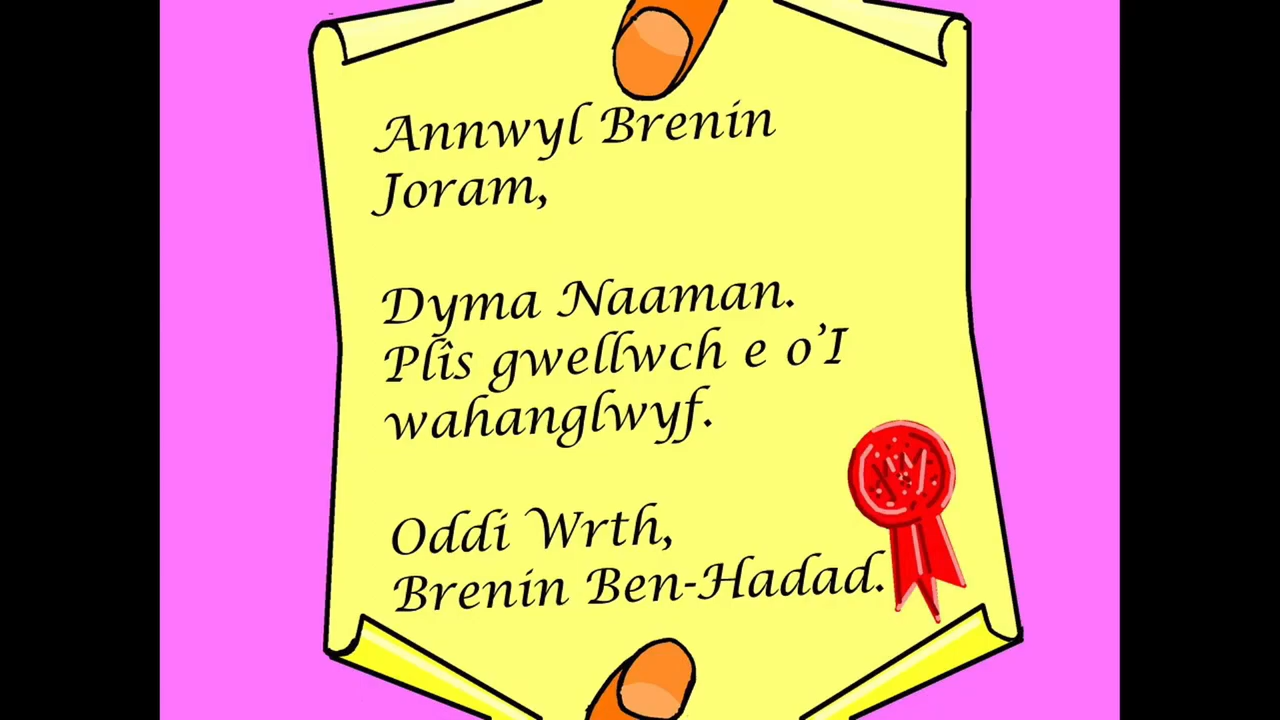 Annwyl Brenin
Joram,
Dyma Naaman.
Plîs gwellwch e o’I
wahanglwyf.
Oddi Wrth,
Brenin Ben-Hadad.